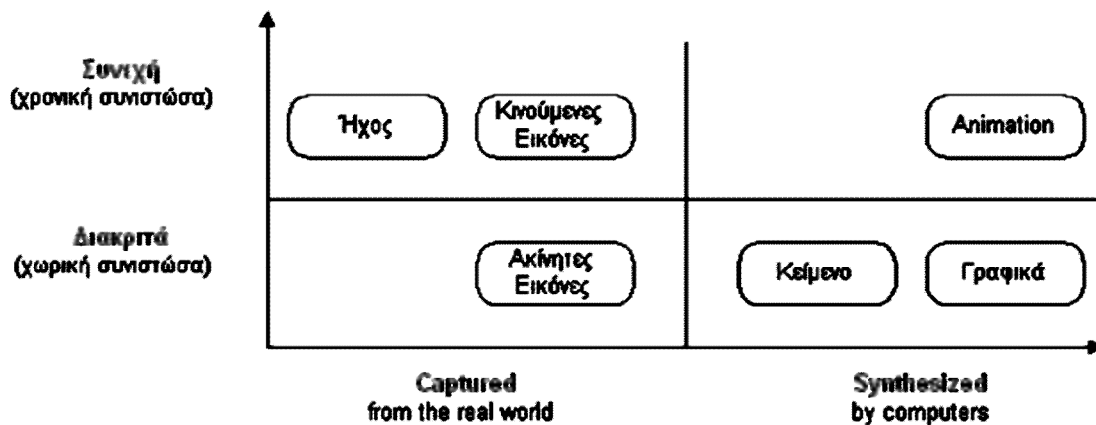 Συνεχή
(χρονική συνιστώσα)
Ήχος
Κινούμενες
Εικόνες
Animation
Διακριτά
(χωρική συνιστώσα)
Ακίνητες
Εικόνες
Κείμενο
Γραφικά
Captured
from the real world
Synthesized
by computers